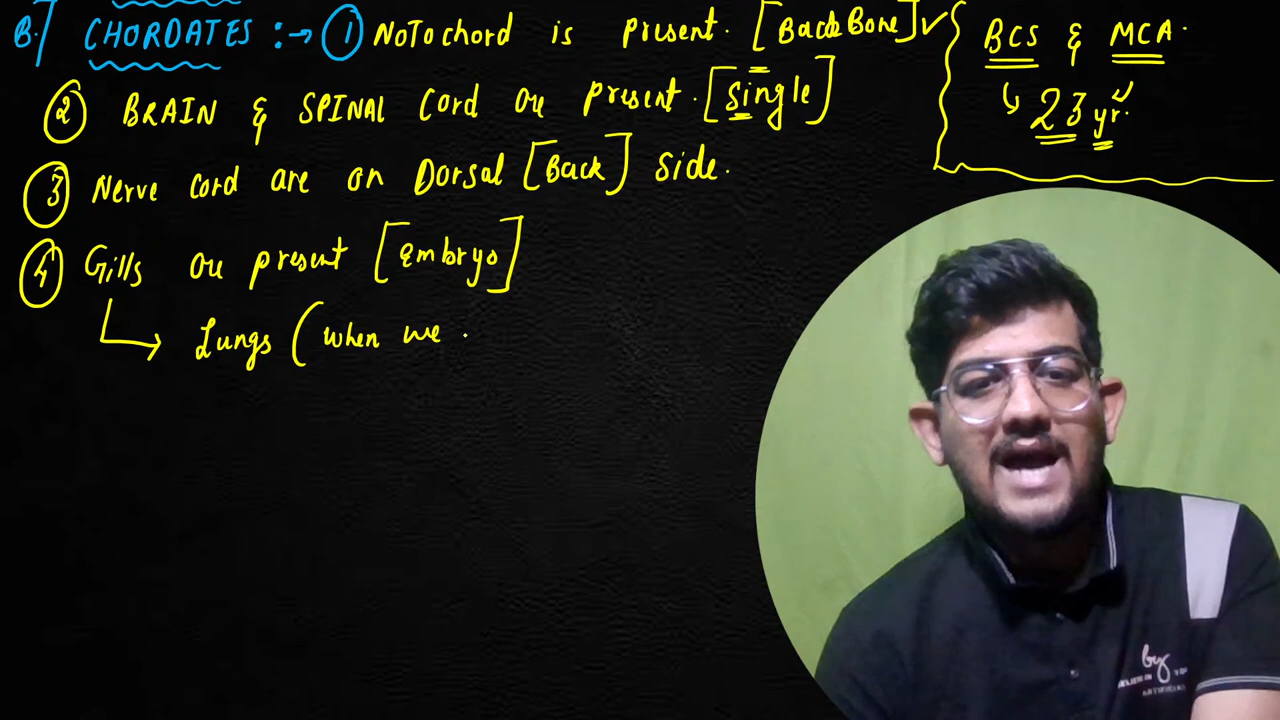 B.] CHORDATES :→ ① NoTochord is present. [BackBone] ✓
② BRAIN & SPINAL Cord are present. [single]
③ Nerve cord are on Dorsal [Back] side.
④ Gills are present [Embryo]
↳ Lungs (when we .
BCS & MCA.
↳ 23 yr.
by